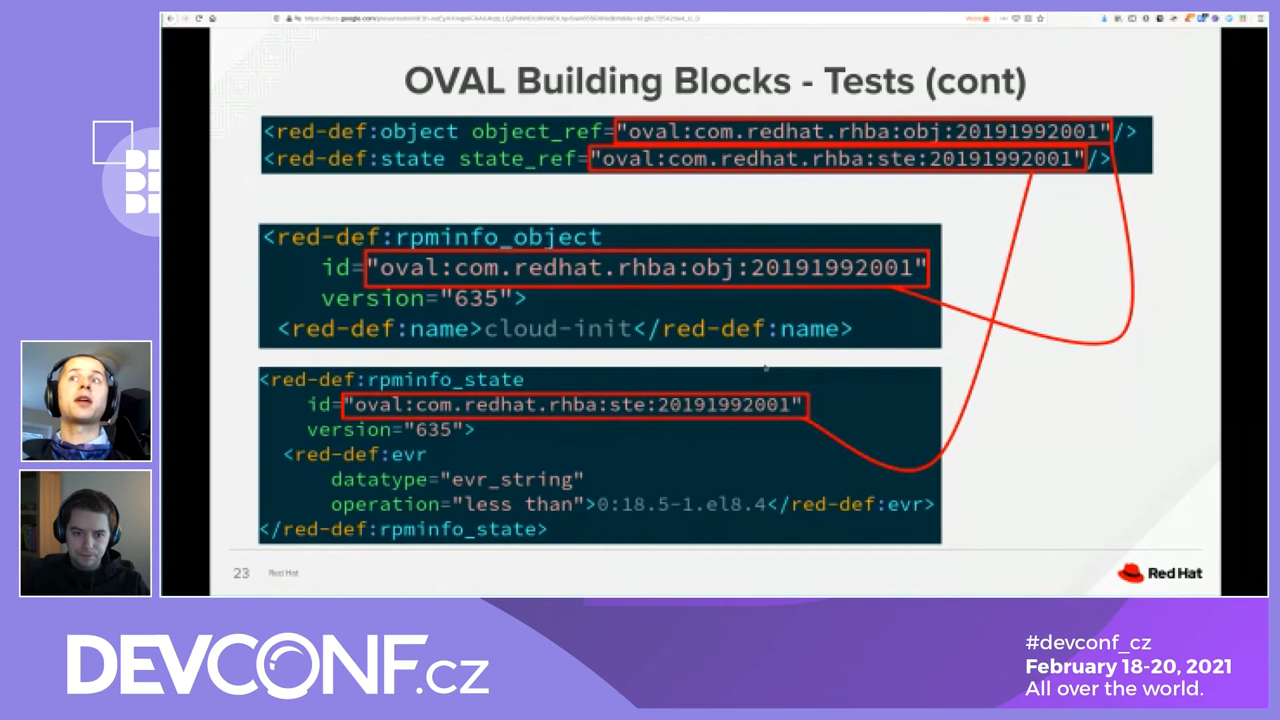 OVAL Building Blocks - Tests (cont)
<red-def:object object_ref="oval:com.redhat.rhba:obj:20191992001"/>
<red-def:state state_ref="oval:com.redhat.rhba:ste:20191992001"/>
<red-def:rpminfo_object
id="oval:com.redhat.rhba:obj:20191992001"
version="635">
<red-def:name>cloud-init</red-def:name>
<red-def:rpminfo_state
id="oval:com.redhat.rhba:ste:20191992001"
version="635">
<red-def:evr
datatype="evr_string"
operation="less than">0:18.5-1.el8.4</red-def:evr>
</red-def:rpminfo_state>
23 Red Hat
Red Hat
DEVCONF.cz
#devconf_cz
February 18-20, 2021
All over the world.